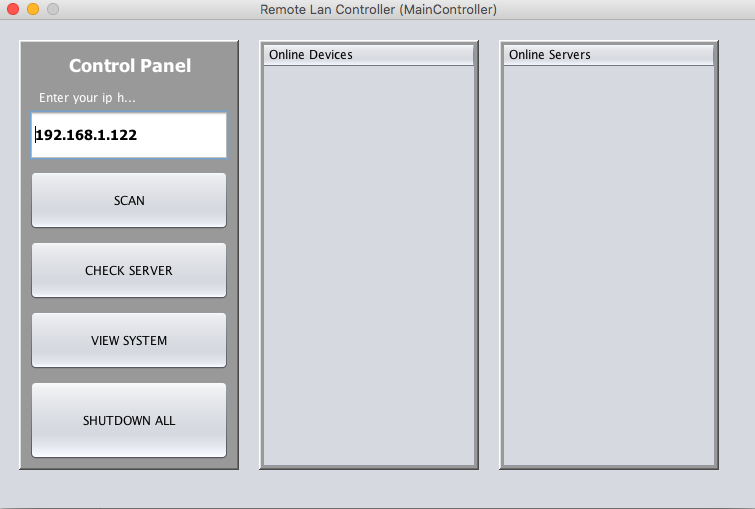 Remote Lan Controller (MainController)
Control Panel
Enter your ip h...
192.168.1.122
SCAN
CHECK SERVER
VIEW SYSTEM
SHUTDOWN ALL
Online Devices
Online Servers